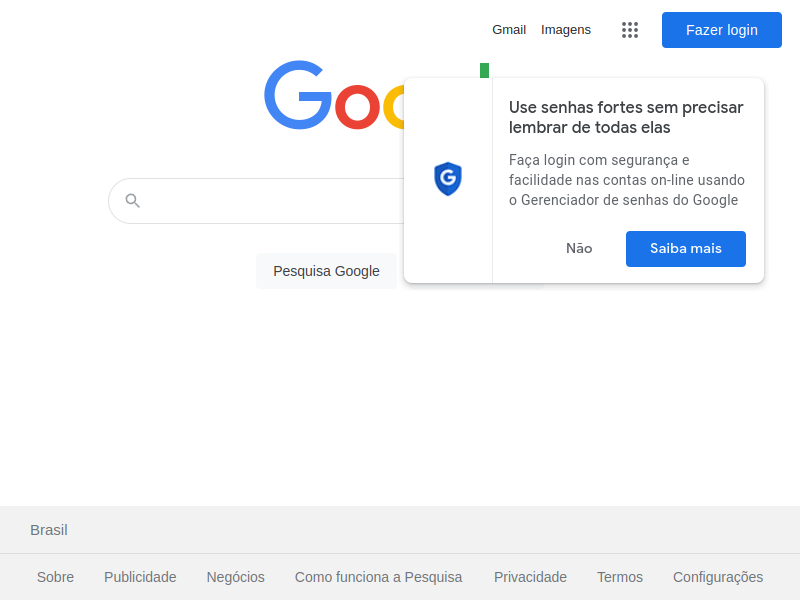 Gmail Imagens Fazer login
Goo
Use senhas fortes sem precisar
lembrar de todas elas
Faça login com segurança e
facilidade nas contas on-line usando
o Gerenciador de senhas do Google
G
Não Saiba mais
Pesquisa Google
Brasil
Sobre Publicidade Negócios Como funciona a Pesquisa Privacidade Termos Configurações